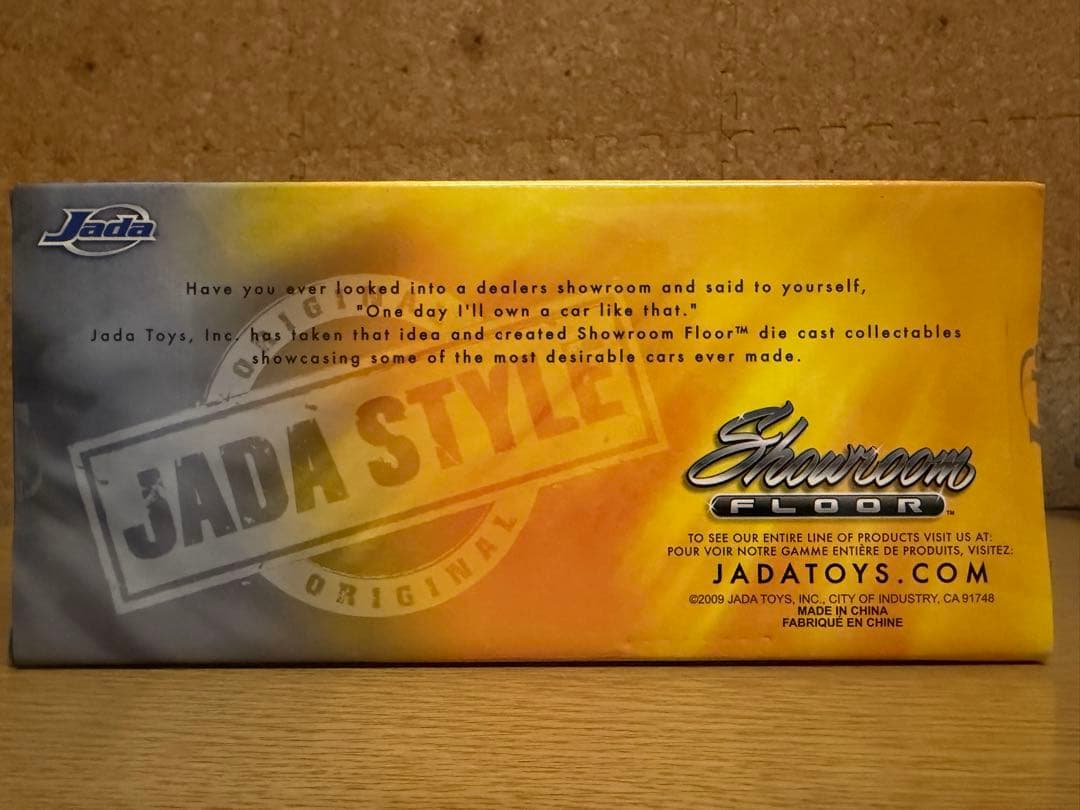 Jada
Have you ever looked into a dealers showroom and said to yourself,
"One day I'll own a car like that."
Jada Toys, Inc. has taken that idea and created Showroom Floor™ die cast collectables
showcasing some of the most desirable cars ever made.
ORIGINAL
JADA STYLE
ORIGINAL
Showroom
FLOOR™
TO SEE OUR ENTIRE LINE OF PRODUCTS VISIT US AT:
POUR VOIR NOTRE GAMME ENTIÈRE DE PRODUITS, VISITEZ:
JADATOYS.COM
©2009 JADA TOYS, INC., CITY OF INDUSTRY, CA 91748
MADE IN CHINA
FABRIQUÉ EN CHINE